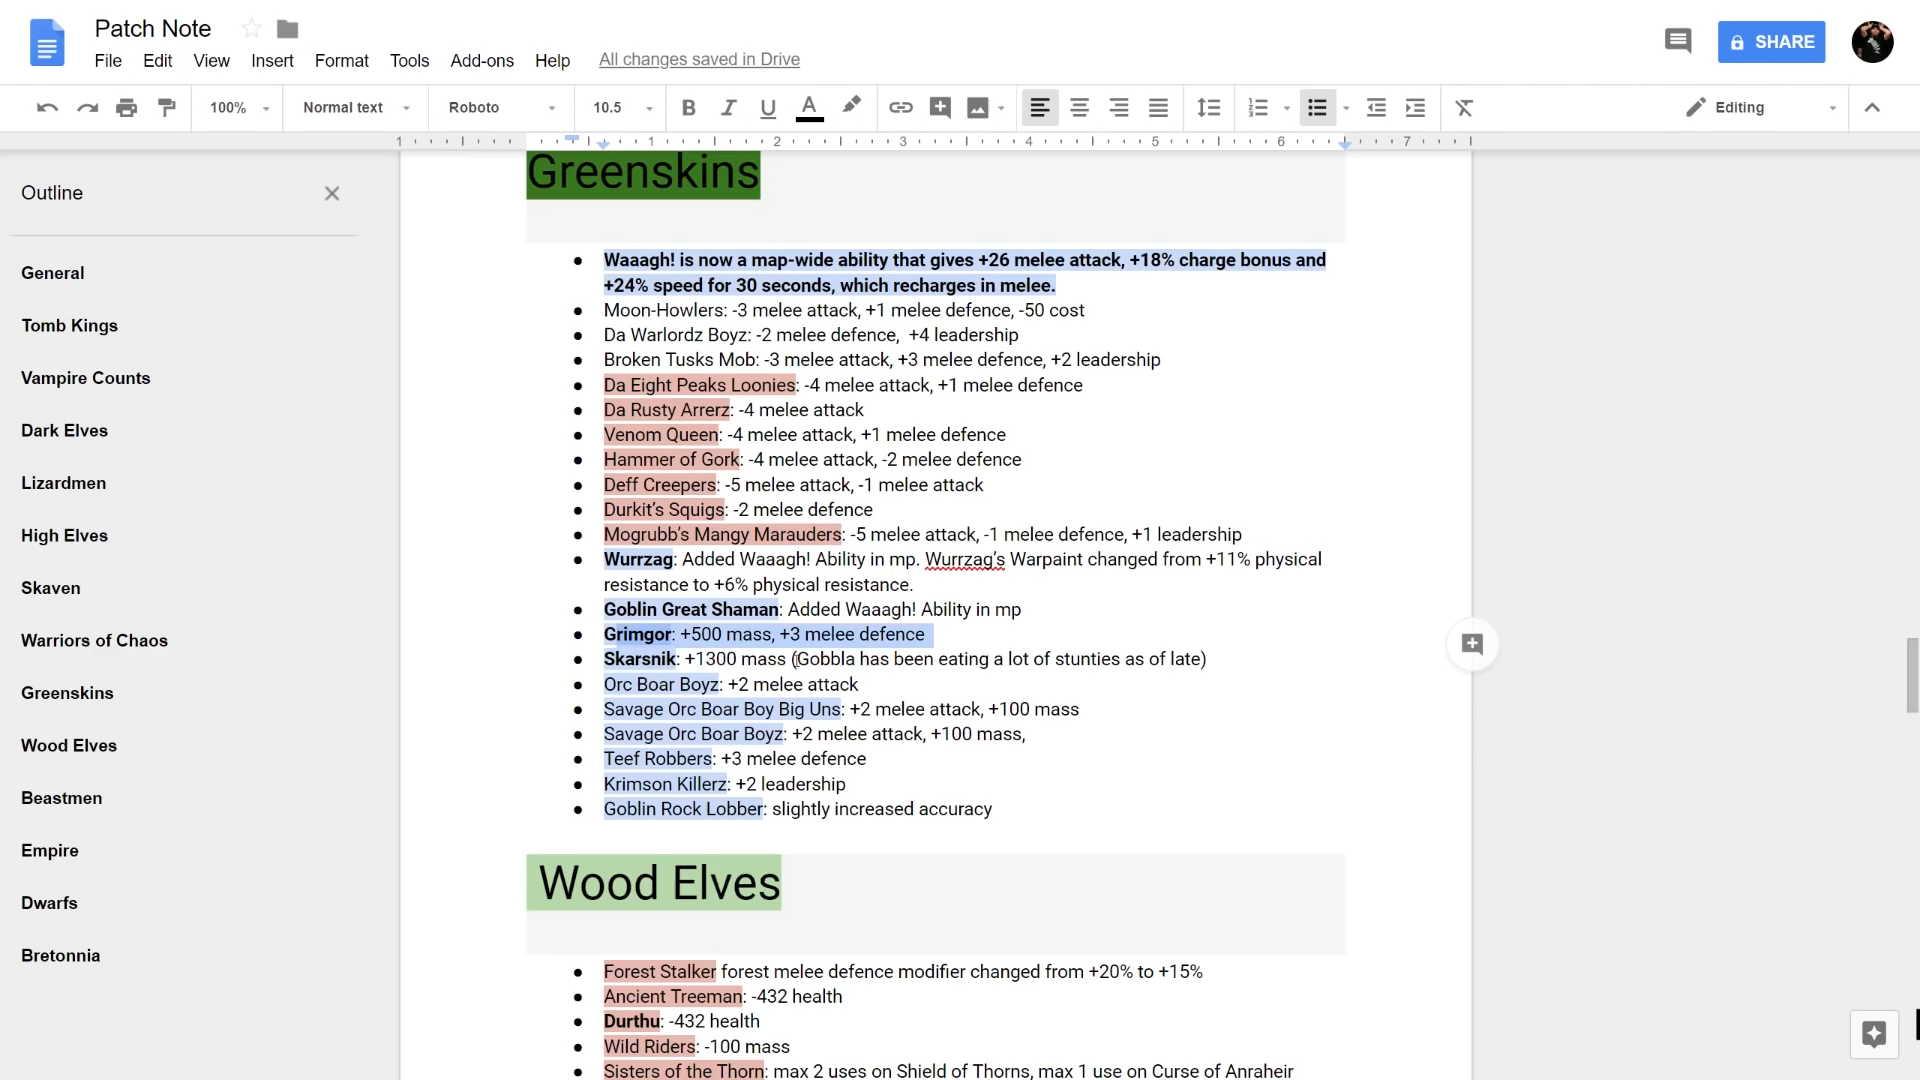 Patch Note
File Edit View Insert Format Tools Add-ons Help All changes saved in Drive
SHARE
100% Normal text Roboto 10.5 B I U A Editing
1 1 2 3 4 5 6 7
Outline
General
Tomb Kings
Vampire Counts
Dark Elves
Lizardmen
High Elves
Skaven
Warriors of Chaos
Greenskins
Wood Elves
Beastmen
Empire
Dwarfs
Bretonnia
Greenskins
● Waaagh! is now a map-wide ability that gives +26 melee attack, +18% charge bonus and
+24% speed for 30 seconds, which recharges in melee.
● Moon-Howlers: -3 melee attack, +1 melee defence, -50 cost
● Da Warlordz Boyz: -2 melee defence, +4 leadership
● Broken Tusks Mob: -3 melee attack, +3 melee defence, +2 leadership
● Da Eight Peaks Loonies: -4 melee attack, +1 melee defence
● Da Rusty Arrerz: -4 melee attack
● Venom Queen: -4 melee attack, +1 melee defence
● Hammer of Gork: -4 melee attack, -2 melee defence
● Deff Creepers: -5 melee attack, -1 melee attack
● Durkit’s Squigs: -2 melee defence
● Mogrubb’s Mangy Marauders: -5 melee attack, -1 melee defence, +1 leadership
● Wurrzag: Added Waaagh! Ability in mp. Wurrzag’s Warpaint changed from +11% physical
resistance to +6% physical resistance.
● Goblin Great Shaman: Added Waaagh! Ability in mp
● Grimgor: +500 mass, +3 melee defence
● Skarsnik: +1300 mass (Gobbla has been eating a lot of stunties as of late)
● Orc Boar Boyz: +2 melee attack
● Savage Orc Boar Boy Big Uns: +2 melee attack, +100 mass
● Savage Orc Boar Boyz: +2 melee attack, +100 mass,
● Teef Robbers: +3 melee defence
● Krimson Killerz: +2 leadership
● Goblin Rock Lobber: slightly increased accuracy
Wood Elves
● Forest Stalker forest melee defence modifier changed from +20% to +15%
● Ancient Treeman: -432 health
● Durthu: -432 health
● Wild Riders: -100 mass
● Sisters of the Thorn: max 2 uses on Shield of Thorns, max 1 use on Curse of Anraheir